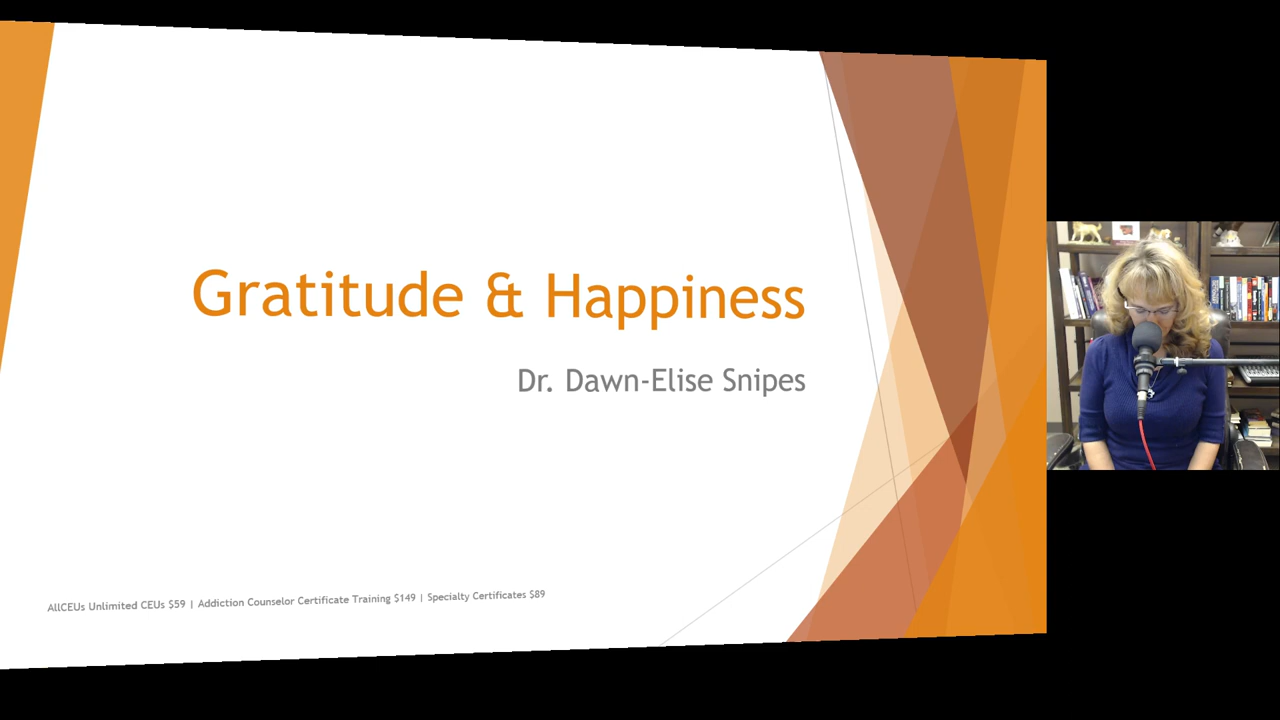 Gratitude & Happiness
Dr. Dawn-Elise Snipes
AllCEUs Unlimited CEUs $59 | Addiction Counselor Certificate Training $149 | Specialty Certificates $89